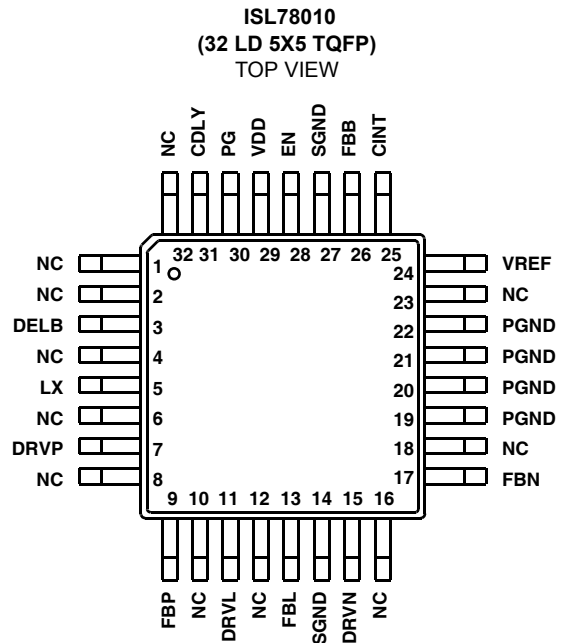 ISL78010
(32 LD 5X5 TQFP)
TOP VIEW
NC CDLY PG VDD EN SGND FBB CINT
32 31 30 29 28 27 26 25
NC 1 24 VREF
NC 2 23 NC
DELB 3 22 PGND
NC 4 21 PGND
LX 5 20 PGND
NC 6 19 PGND
DRVP 7 18 NC
NC 8 17 FBN
9 10 11 12 13 14 15 16
FBP NC DRVL NC FBL SGND DRVN NC